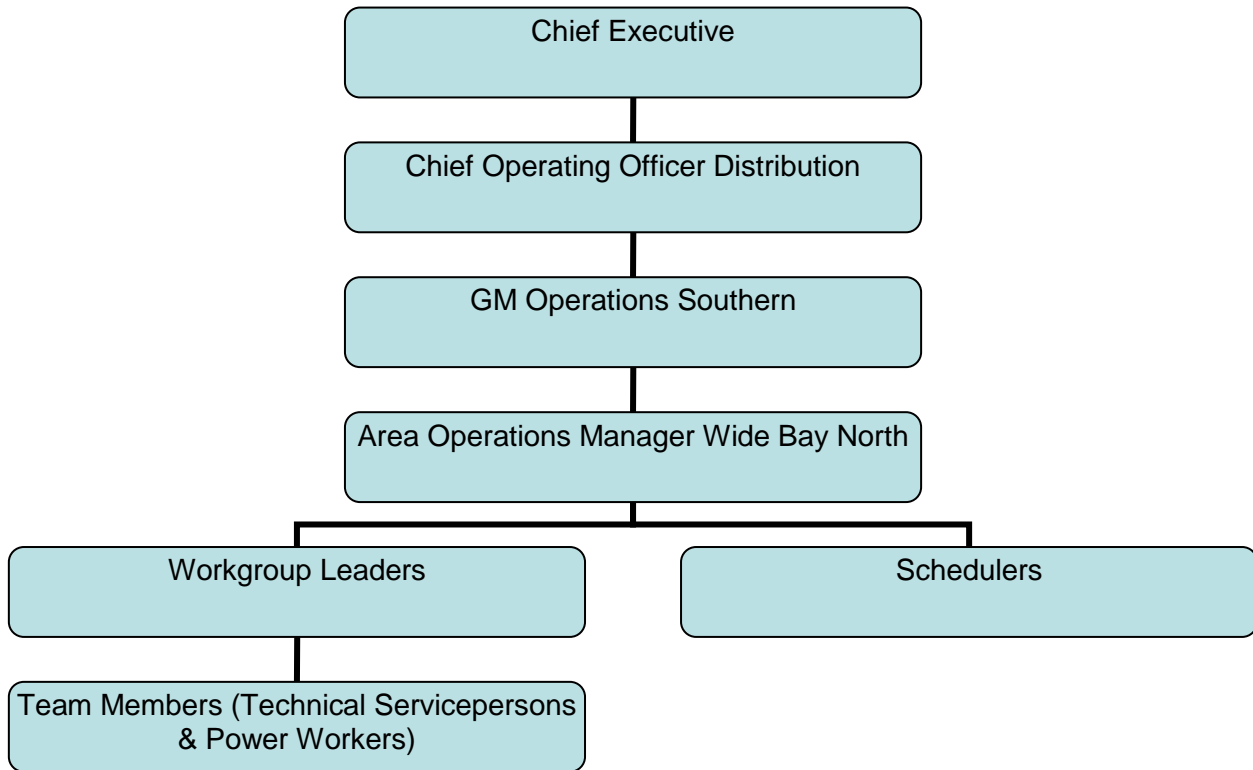 Chief Executive
Chief Operating Officer Distribution
GM Operations Southern
Area Operations Manager Wide Bay North
Workgroup Leaders
Schedulers
Team Members (Technical Servicepersons
& Power Workers)